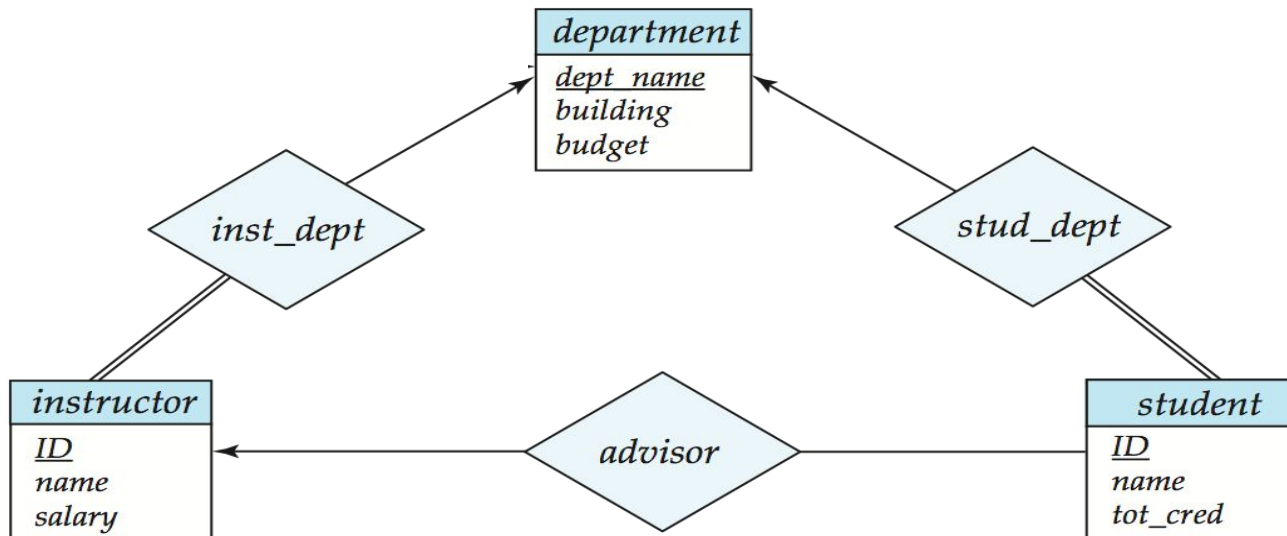 department
dept_name
building
budget
inst_dept
stud_dept
instructor
ID
name
salary
advisor
student
ID
name
tot_cred